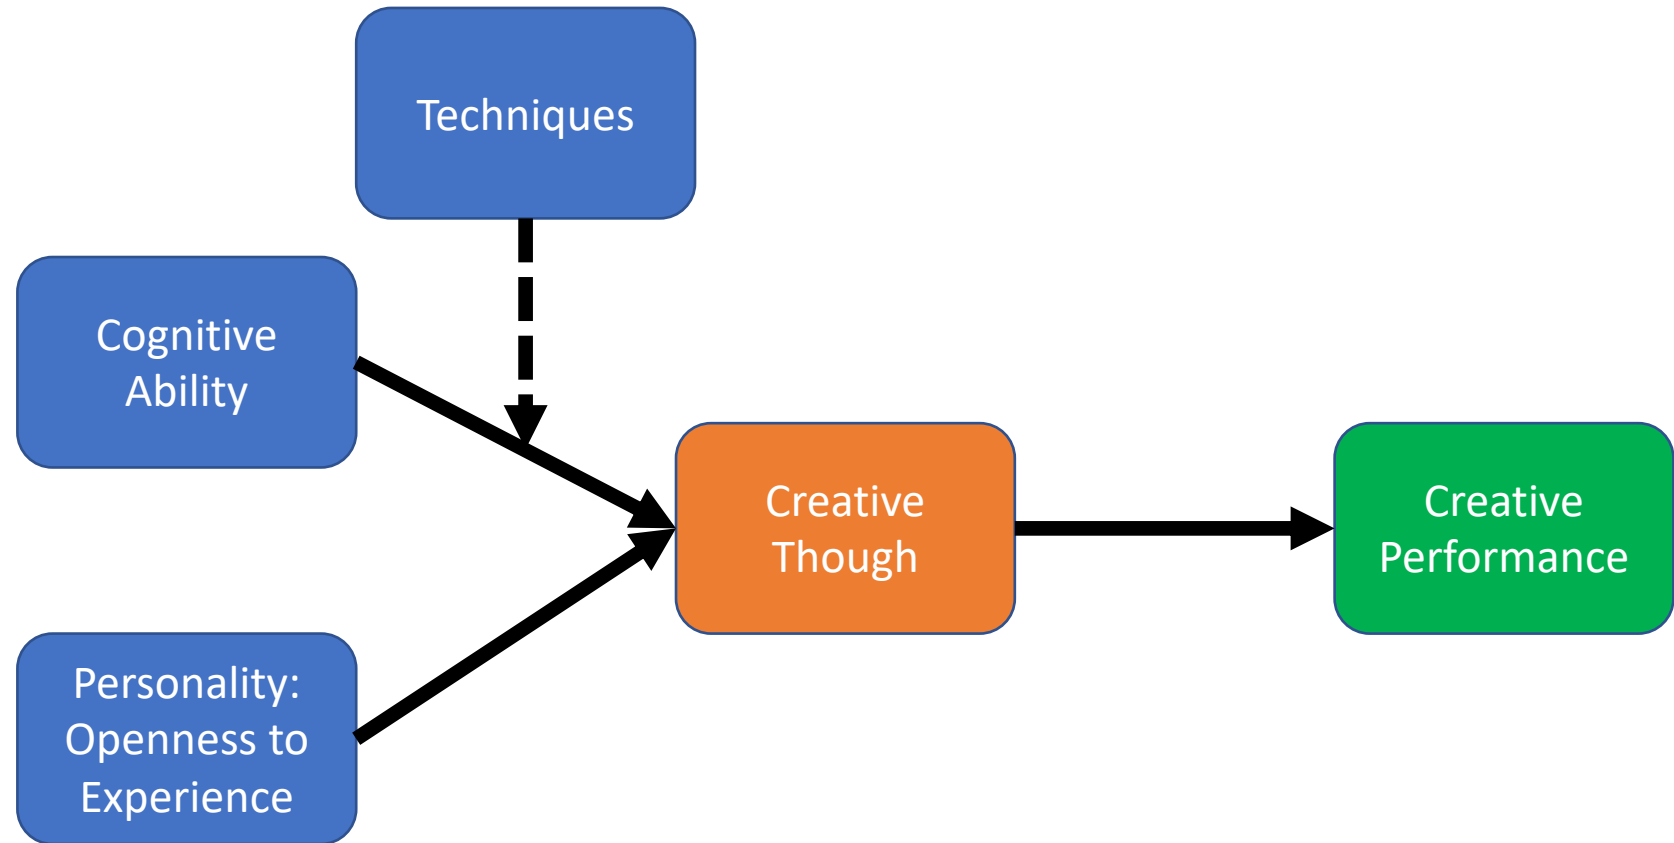 Techniques
Cognitive
Ability
Creative
Though
Creative
Performance
Personality:
Openness to
Experience